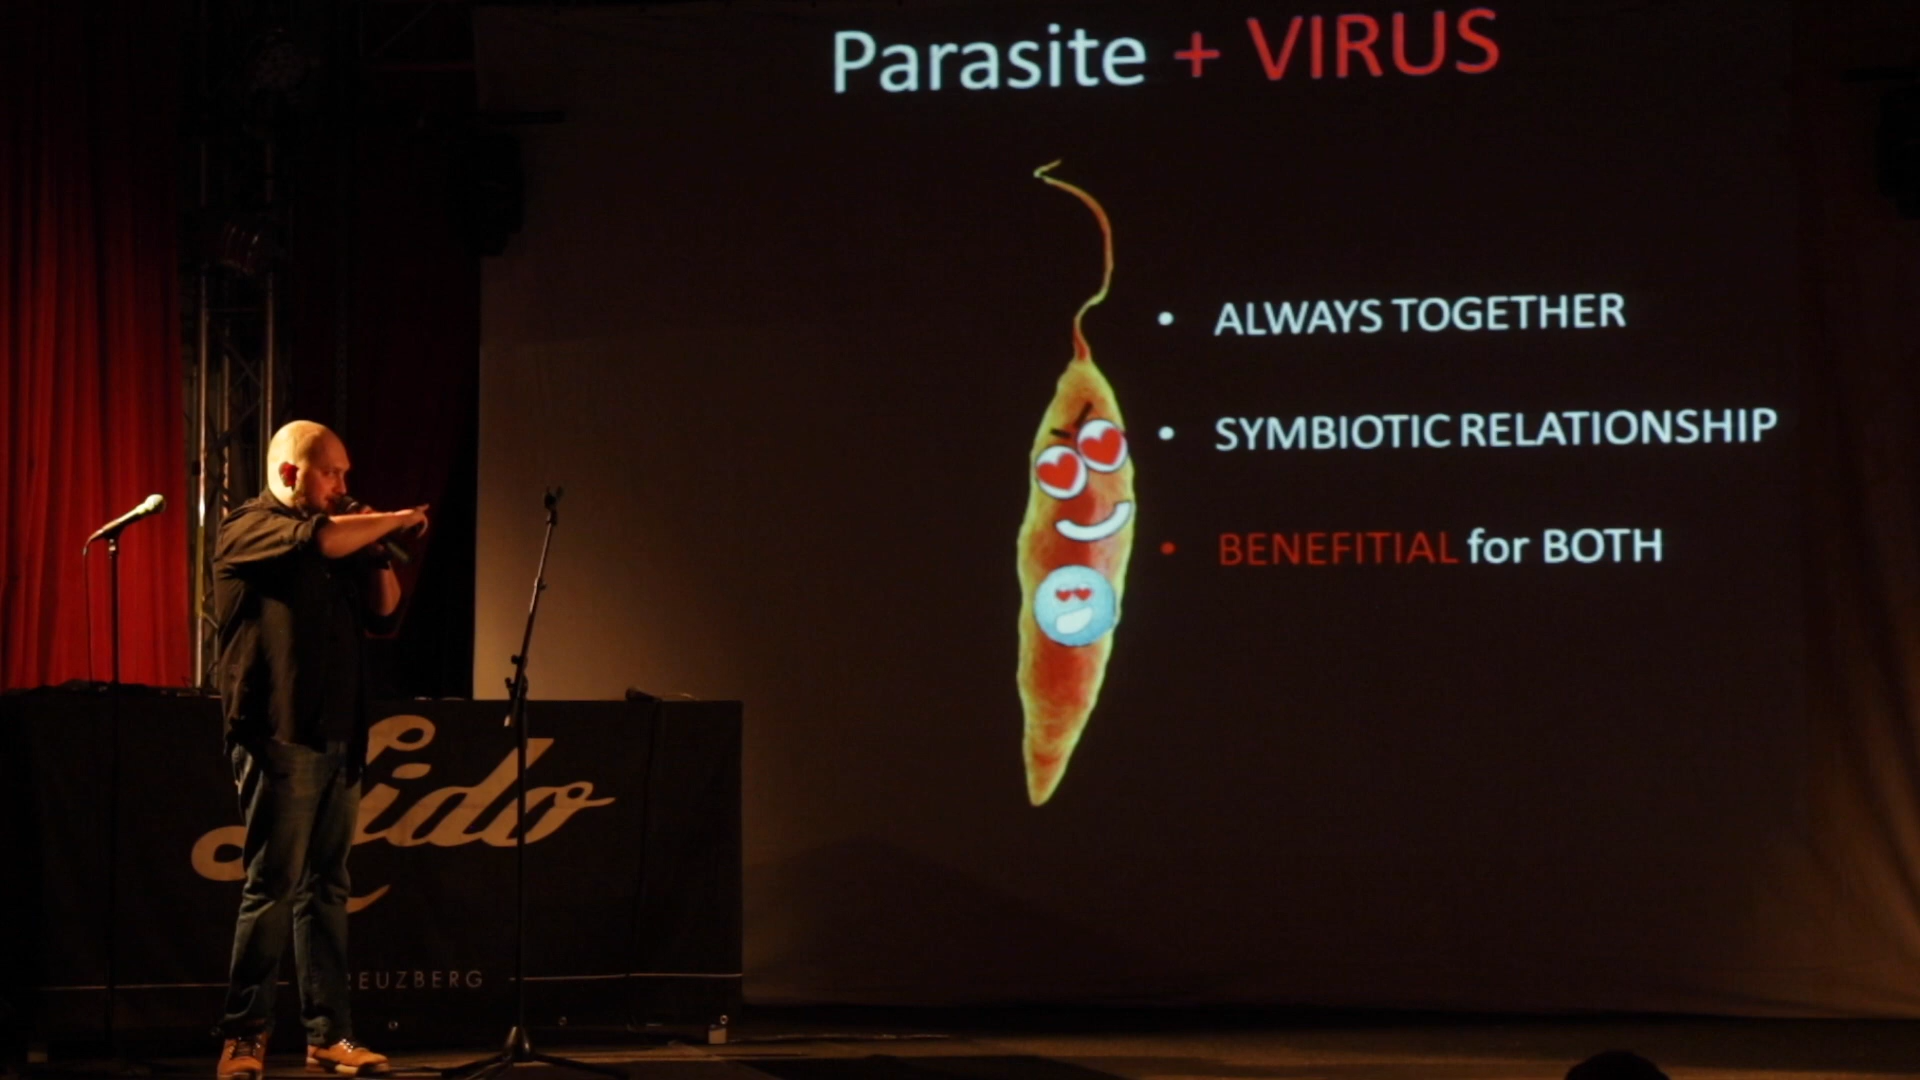 Parasite + VIRUS
• ALWAYS TOGETHER
• SYMBIOTIC RELATIONSHIP
• BENEFITIAL for BOTH
Lido
REUZBERG